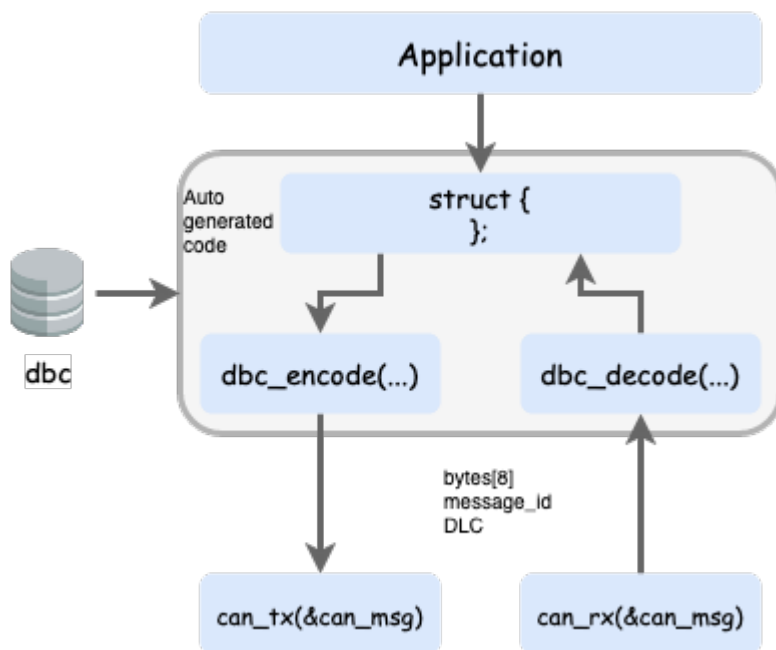 Application
Auto
generated
code
struct {
};
dbc
dbc_encode(...)
dbc_decode(...)
bytes[8]
message_id
DLC
can_tx(&can_msg)
can_rx(&can_msg)